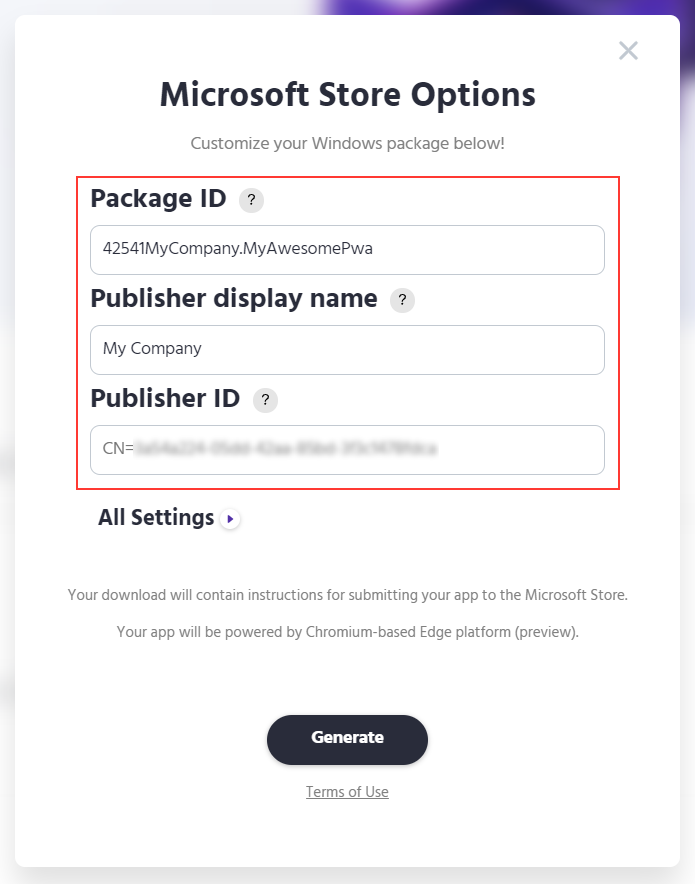 Microsoft Store Options
Customize your Windows package below!
Package ID ?
42541MyCompany.MyAwesomePwa
Publisher display name ?
My Company
Publisher ID ?
CN=
All Settings
Your download will contain instructions for submitting your app to the Microsoft Store.
Your app will be powered by Chromium-based Edge platform (preview).
Generate
Terms of Use